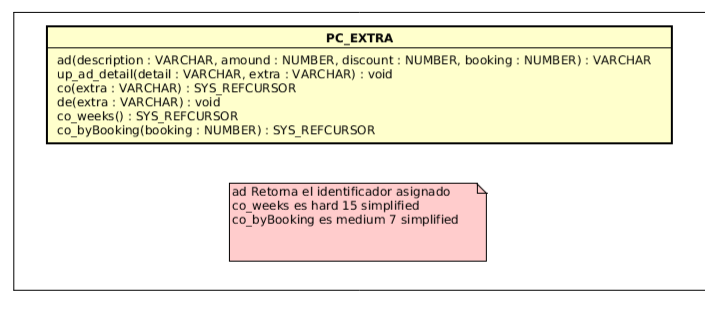 PC_EXTRA
ad(description : VARCHAR, amound : NUMBER, discount : NUMBER, booking : NUMBER) : VARCHAR
up_ad_detail(detail : VARCHAR, extra : VARCHAR) : void
co(extra : VARCHAR) : SYS_REFCURSOR
de(extra : VARCHAR) : void
co_weeks() : SYS_REFCURSOR
co_byBooking(booking : NUMBER) : SYS_REFCURSOR
ad Retorna el identificador asignado
co_weeks es hard 15 simplified
co_byBooking es medium 7 simplified